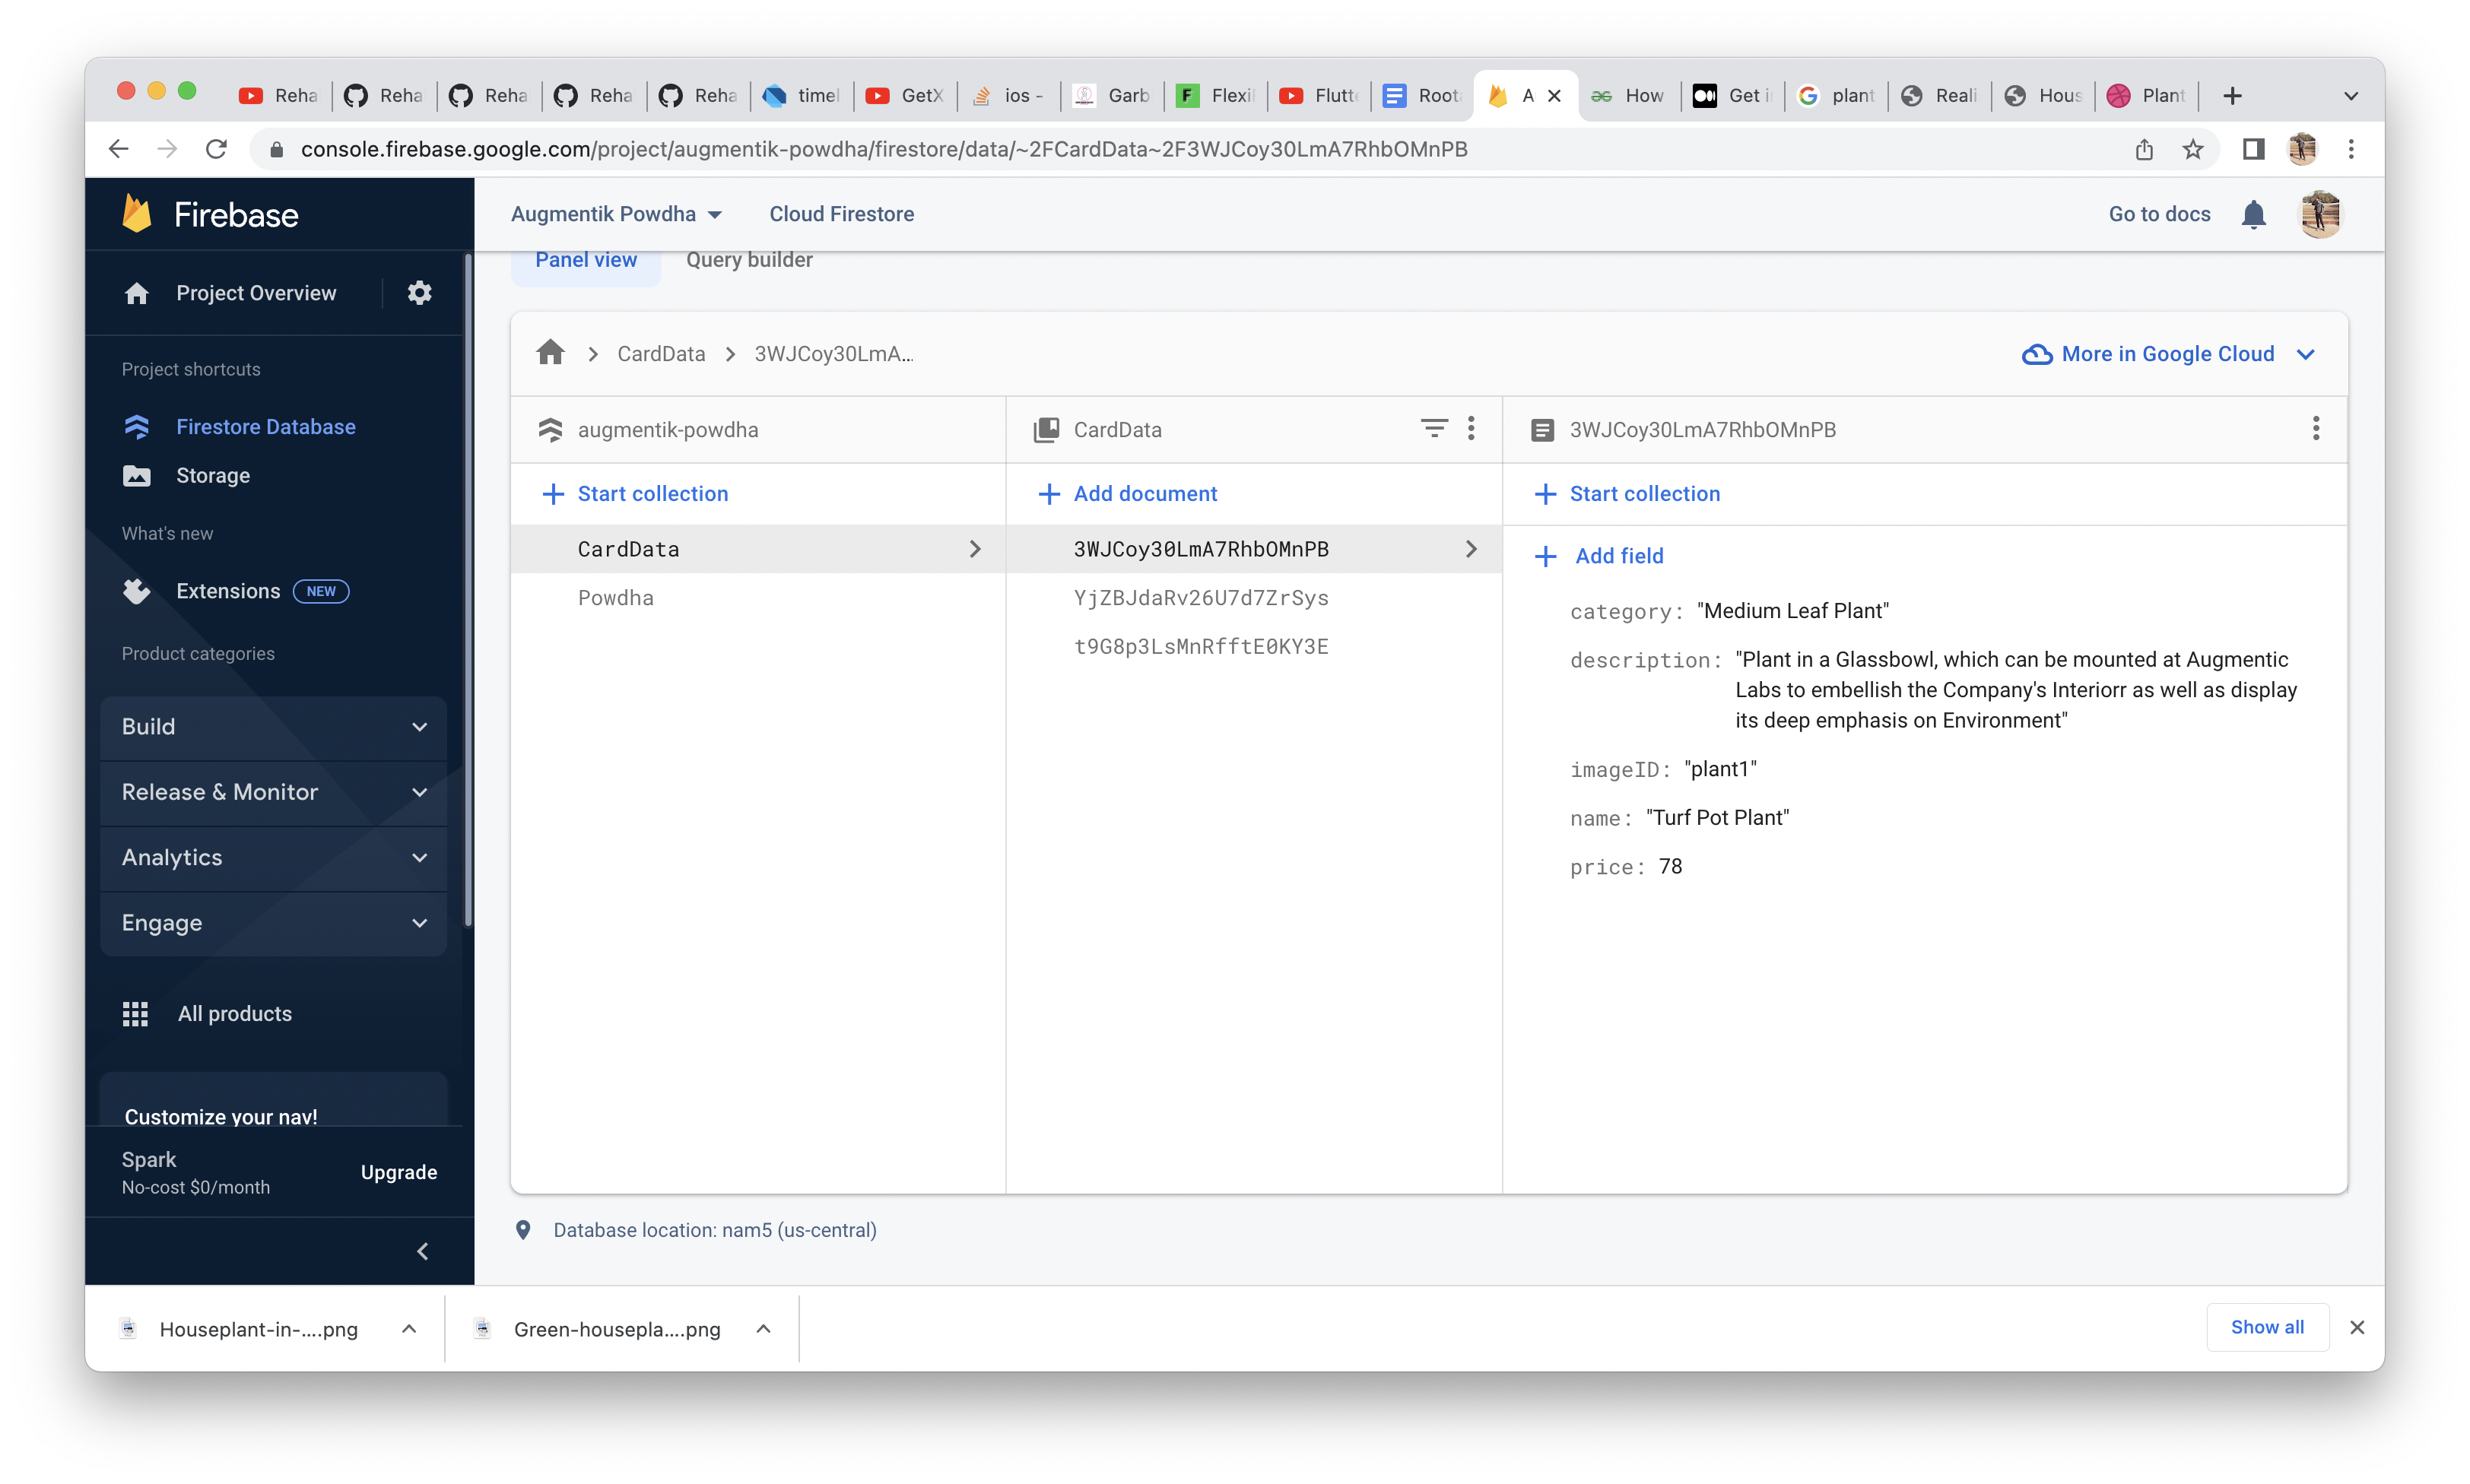 Reha
Reha
Reha
Reha
Reha
timel
GetX
ios -
Garb
Flexi
Flutte
Root
A
How
Get i
plant
Reali
Hous
Plant
console.firebase.google.com/project/augmentik-powdha/firestore/data/~2FCardData~2F3WJCoy30LmA7RhbOMnPB
Firebase
Augmentik Powdha
Cloud Firestore
Go to docs
Project Overview
Project shortcuts
Firestore Database
Storage
What's new
Extensions NEW
Product categories
Build
Release & Monitor
Analytics
Engage
All products
Customize your nav!
Spark
No-cost $0/month
Upgrade
Panel view
Query builder
CardData
3WJCoy30LmA...
More in Google Cloud
augmentik-powdha
Start collection
CardData
Powdha
CardData
Add document
3WJCoy30LmA7RhbOMnPB
YjZBJdaRv26U7d7ZrSys
t9G8p3LsMnRfftE0KY3E
3WJCoy30LmA7RhbOMnPB
Start collection
Add field
category: "Medium Leaf Plant"
description: "Plant in a Glassbowl, which can be mounted at Augmentic
Labs to embellish the Company's Interiorr as well as display
its deep emphasis on Environment"
imageID: "plant1"
name: "Turf Pot Plant"
price: 78
Database location: nam5 (us-central)
Houseplant-in-....png
Green-housepla....png
Show all